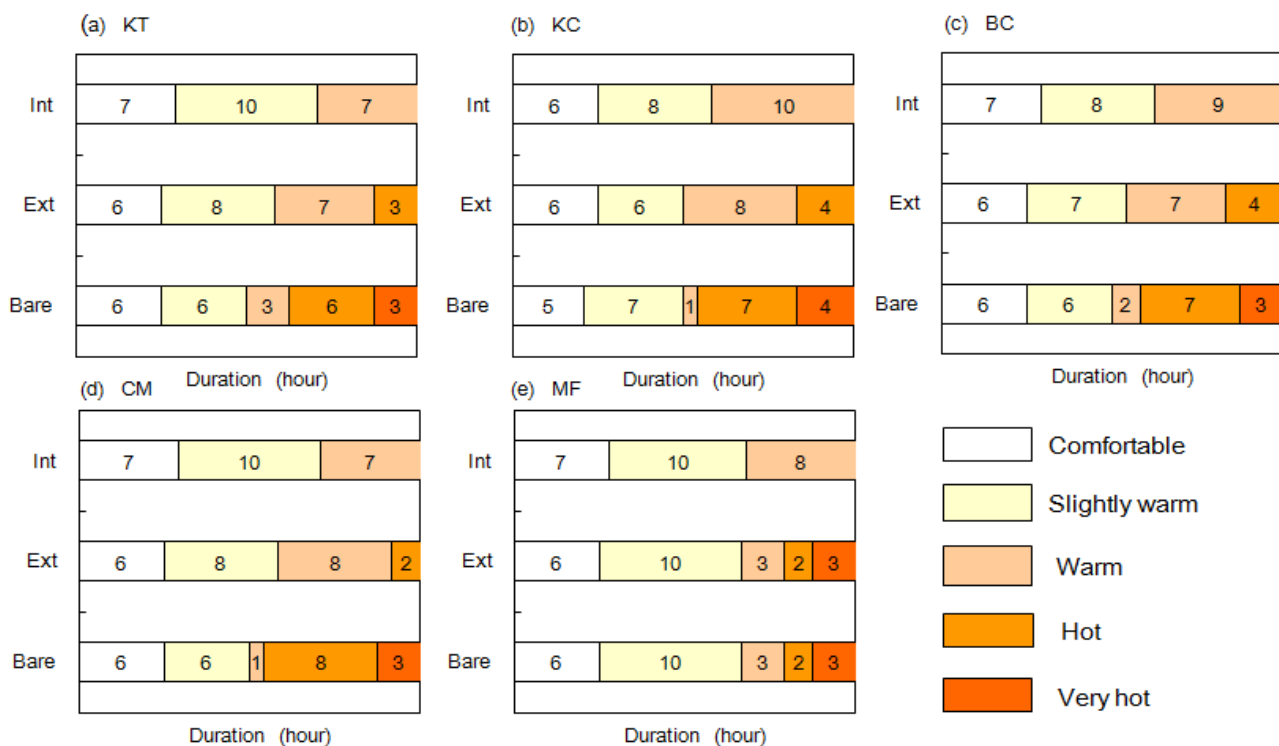 (a) KT
Int 7 10 7
Ext 6 8 7 3
Bare 6 6 3 6 3
Duration (hour)
(b) KC
Int 6 8 10
Ext 6 6 8 4
Bare 5 7 1 7 4
Duration (hour)
(c) BC
Int 7 8 9
Ext 6 7 7 4
Bare 6 6 2 7 3
Duration (hour)
(d) CM
Int 7 10 7
Ext 6 8 8 2
Bare 6 6 1 8 3
Duration (hour)
(e) MF
Int 7 10 8
Ext 6 10 3 2 3
Bare 6 10 3 2 3
Duration (hour)
Comfortable
Slightly warm
Warm
Hot
Very hot